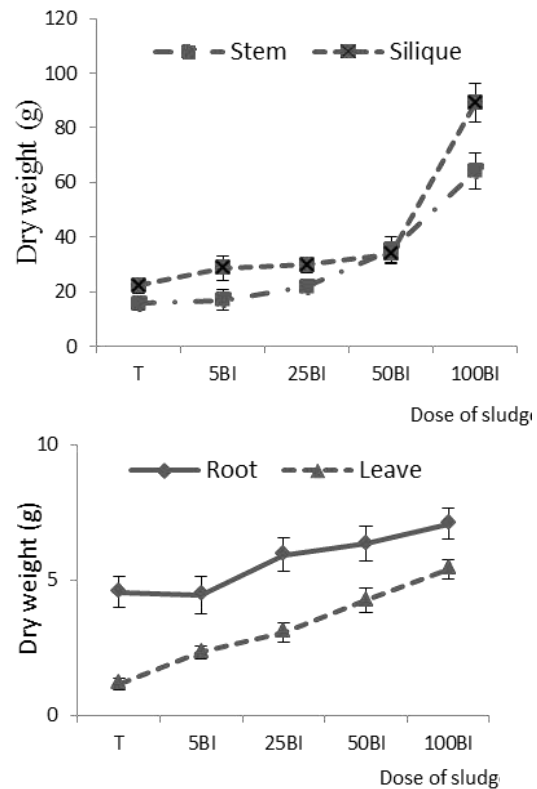 120
Stem Silique
100
80
60
40
20
0
Dry weight (g)
T 5BI 25BI 50BI 100BI
Dose of sludge
10
Root Leave
5
0
Dry weight (g)
T 5BI 25BI 50BI 100BI
Dose of sludg